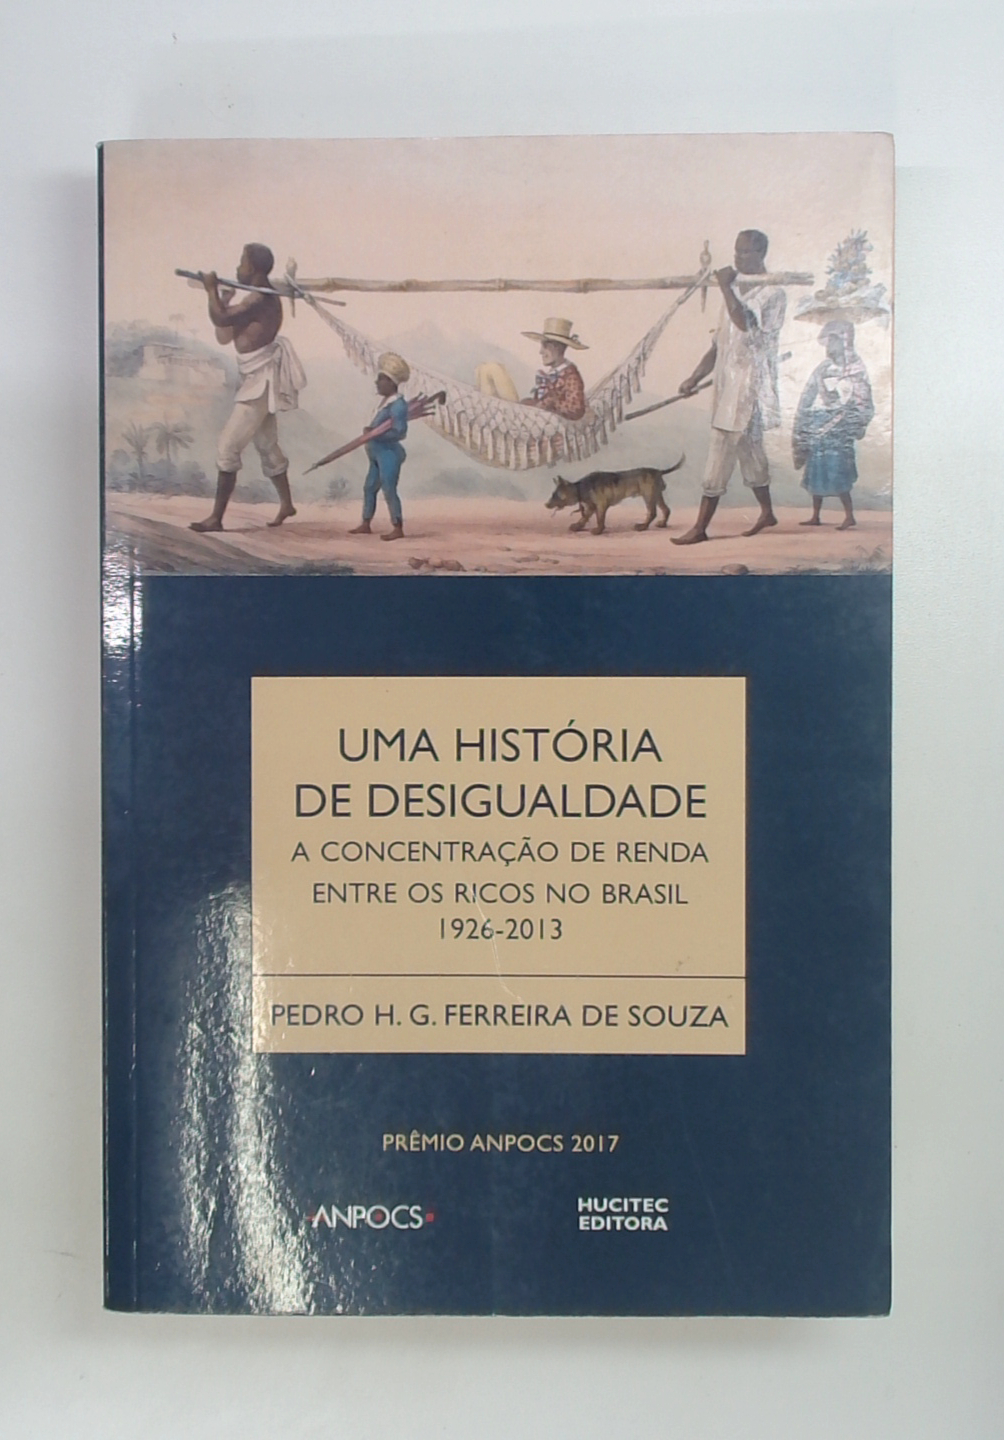 UMA HISTÓRIA
DE DESIGUALDADE
A CONCENTRAÇÃO DE RENDA
ENTRE OS RICOS NO BRASIL
1926-2013
PEDRO H. G. FERREIRA DE SOUZA
PRÊMIO ANPOCS 2017
ANPOCS
HUCITEC
EDITORA